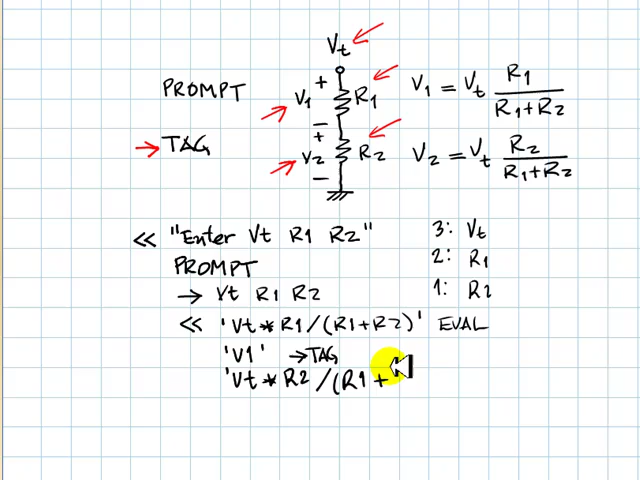 Vt
PROMPT
+
V1
R1
V1 = Vt R1 / R1+R2
−
→ TAG
+
V2
R2
V2 = Vt R2 / R1+R2
−
<< "Enter Vt R1 R2"
3: Vt
PROMPT
2: R1
→ Vt R1 R2
1: R2
<< 'Vt*R1/(R1+R2)' EVAL
'V1' →TAG
'Vt*R2/(R1+